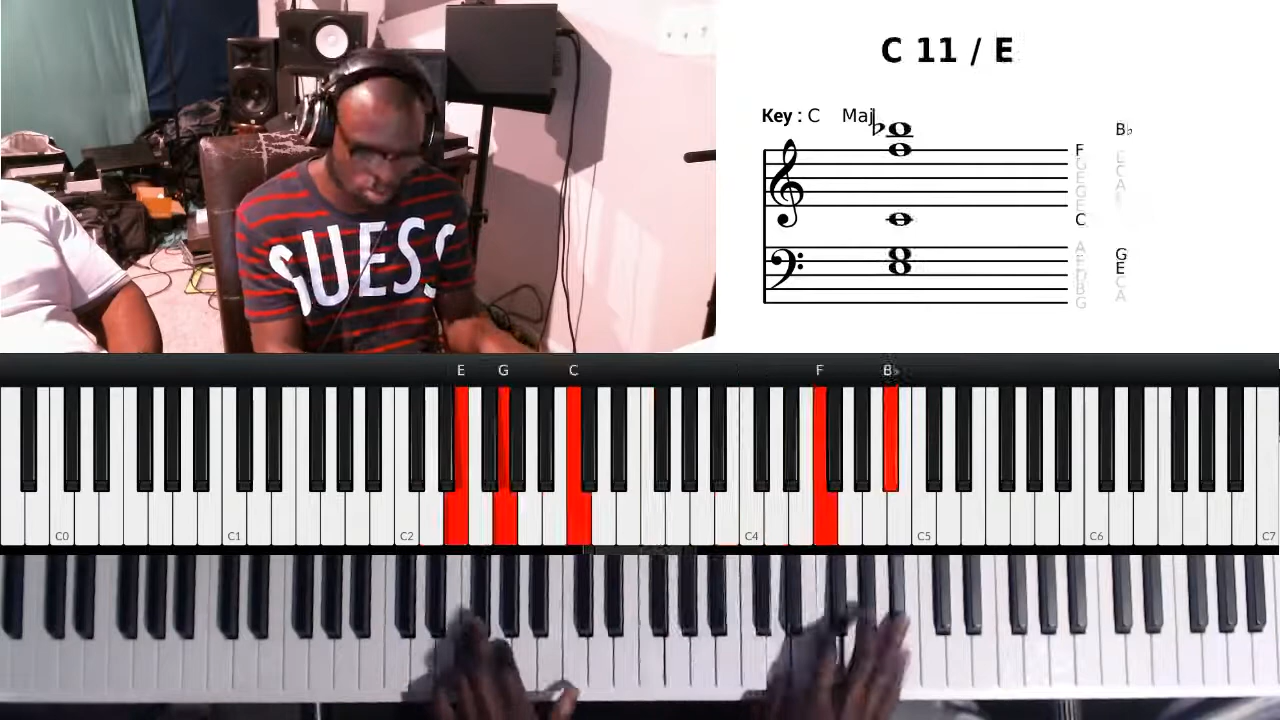 C 11 / E
Key : C Maj
B♭
F
C
G
E
GUESS
E G C F B♭
C0 C1 C2 C4 C5 C6 C7